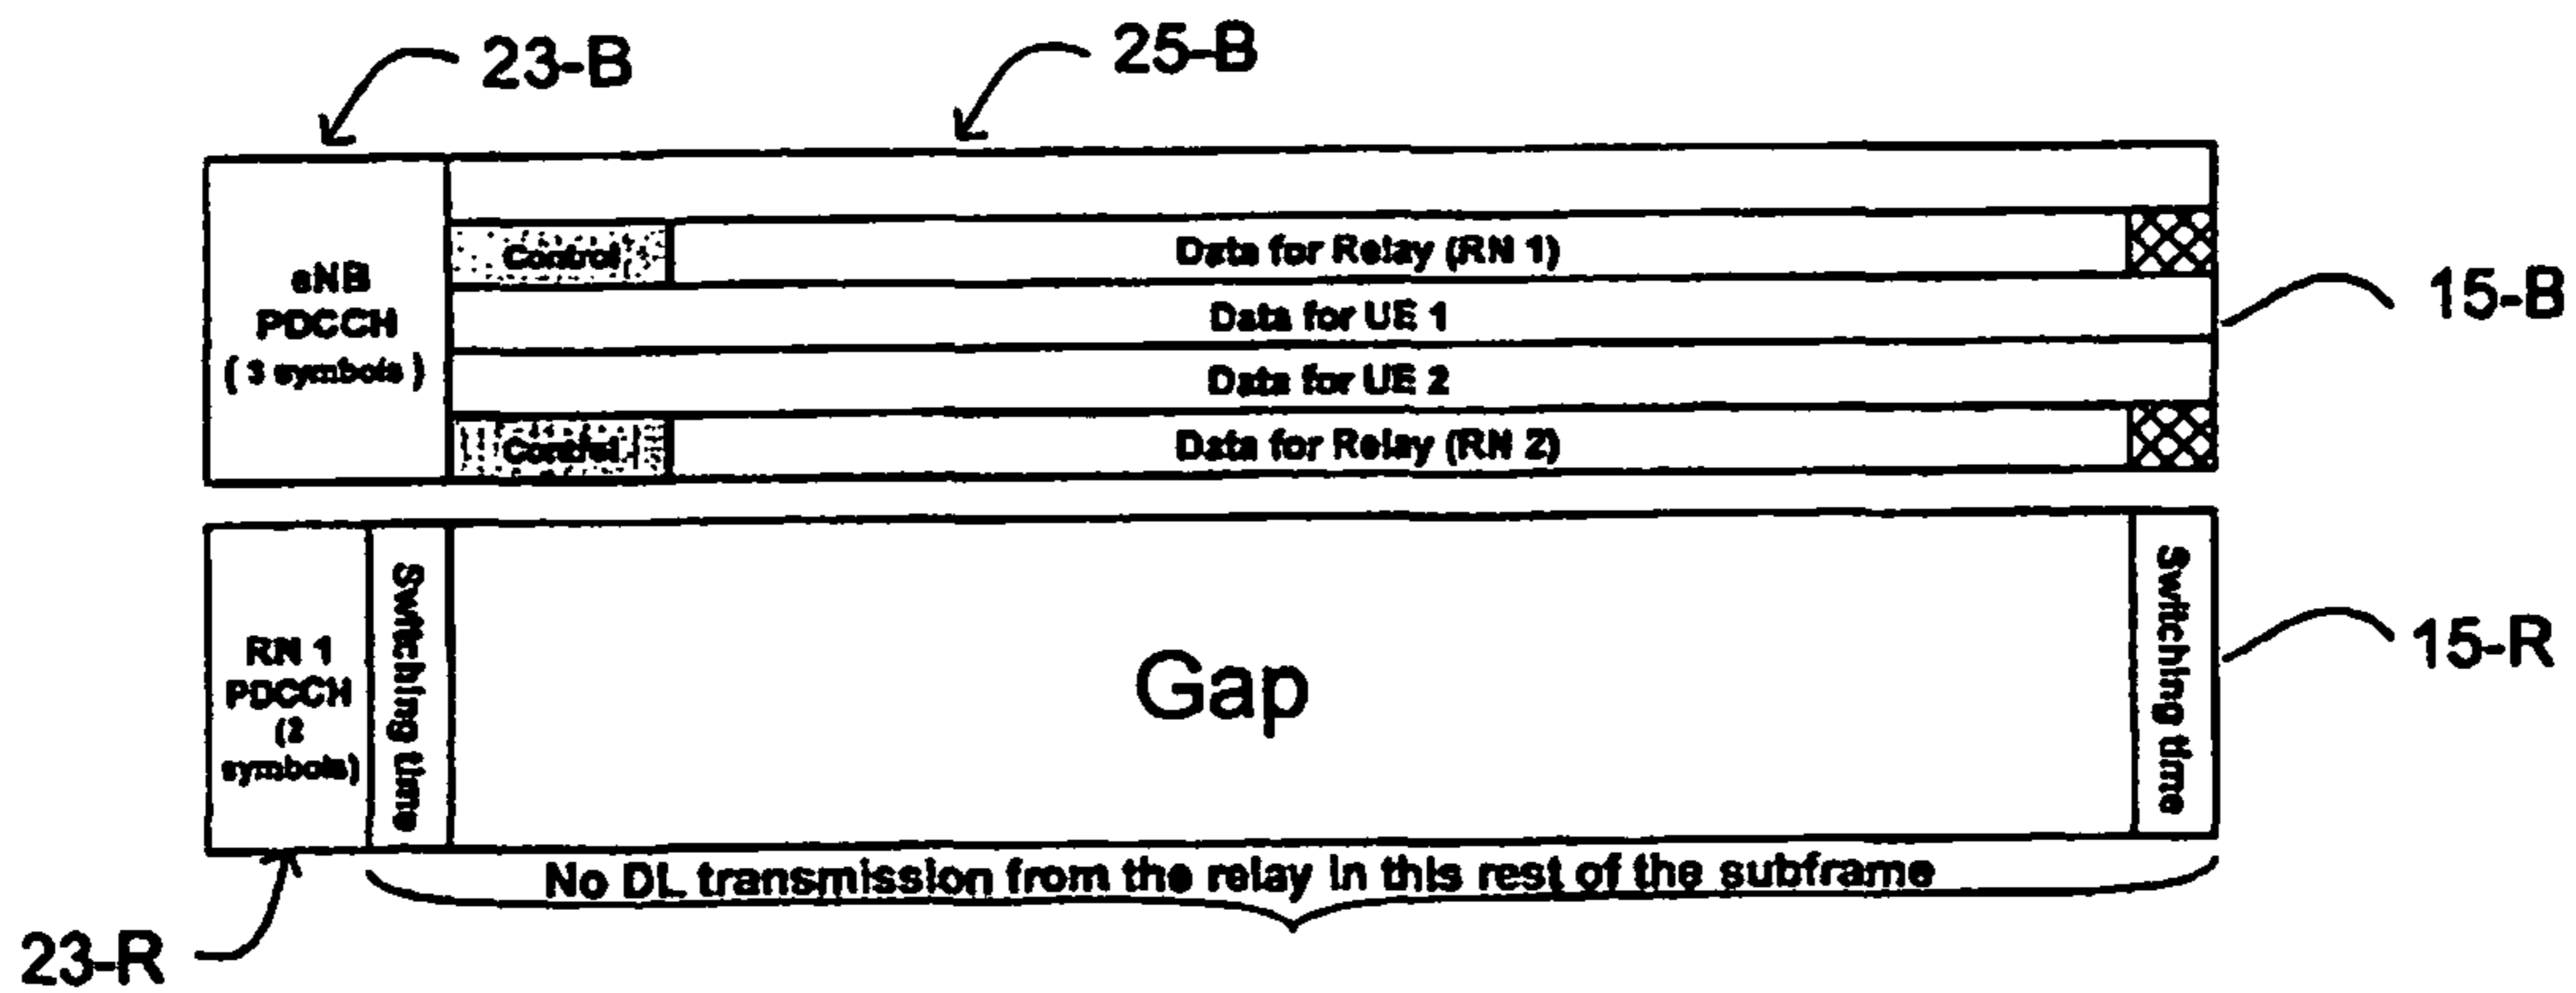 23-B
25-B
eNB
PDCCH
( 3 symbols )
Control
Data for Relay (RN 1)
Data for UE 1
Data for UE 2
Control
Data for Relay (RN 2)
15-B
RN 1
PDCCH
(2
symbols)
Switching time
Gap
Switching time
15-R
No DL transmission from the relay in this rest of the subframe
23-R